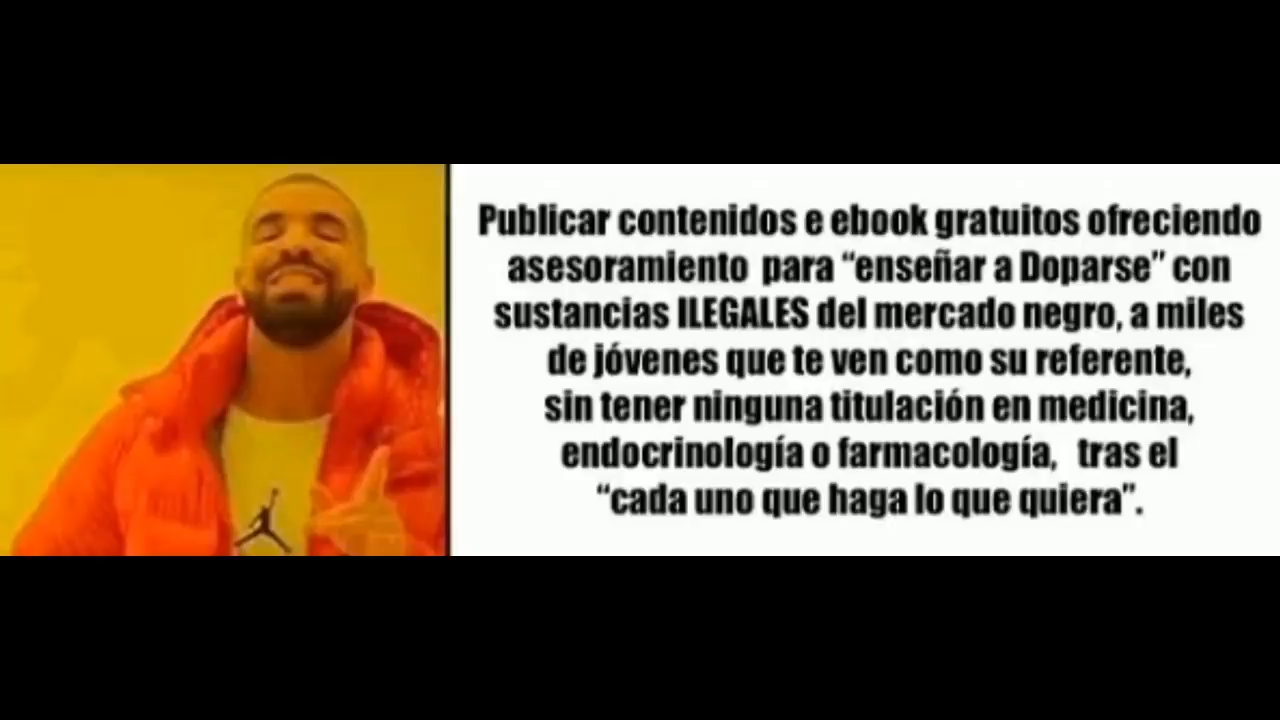 Publicar contenidos e ebook gratuitos ofreciendo
asesoramiento para “enseñar a Doparse” con
sustancias ILEGALES del mercado negro, a miles
de jóvenes que te ven como su referente,
sin tener ninguna titulación en medicina,
endocrinología o farmacología, tras el
“cada uno que haga lo que quiera”.